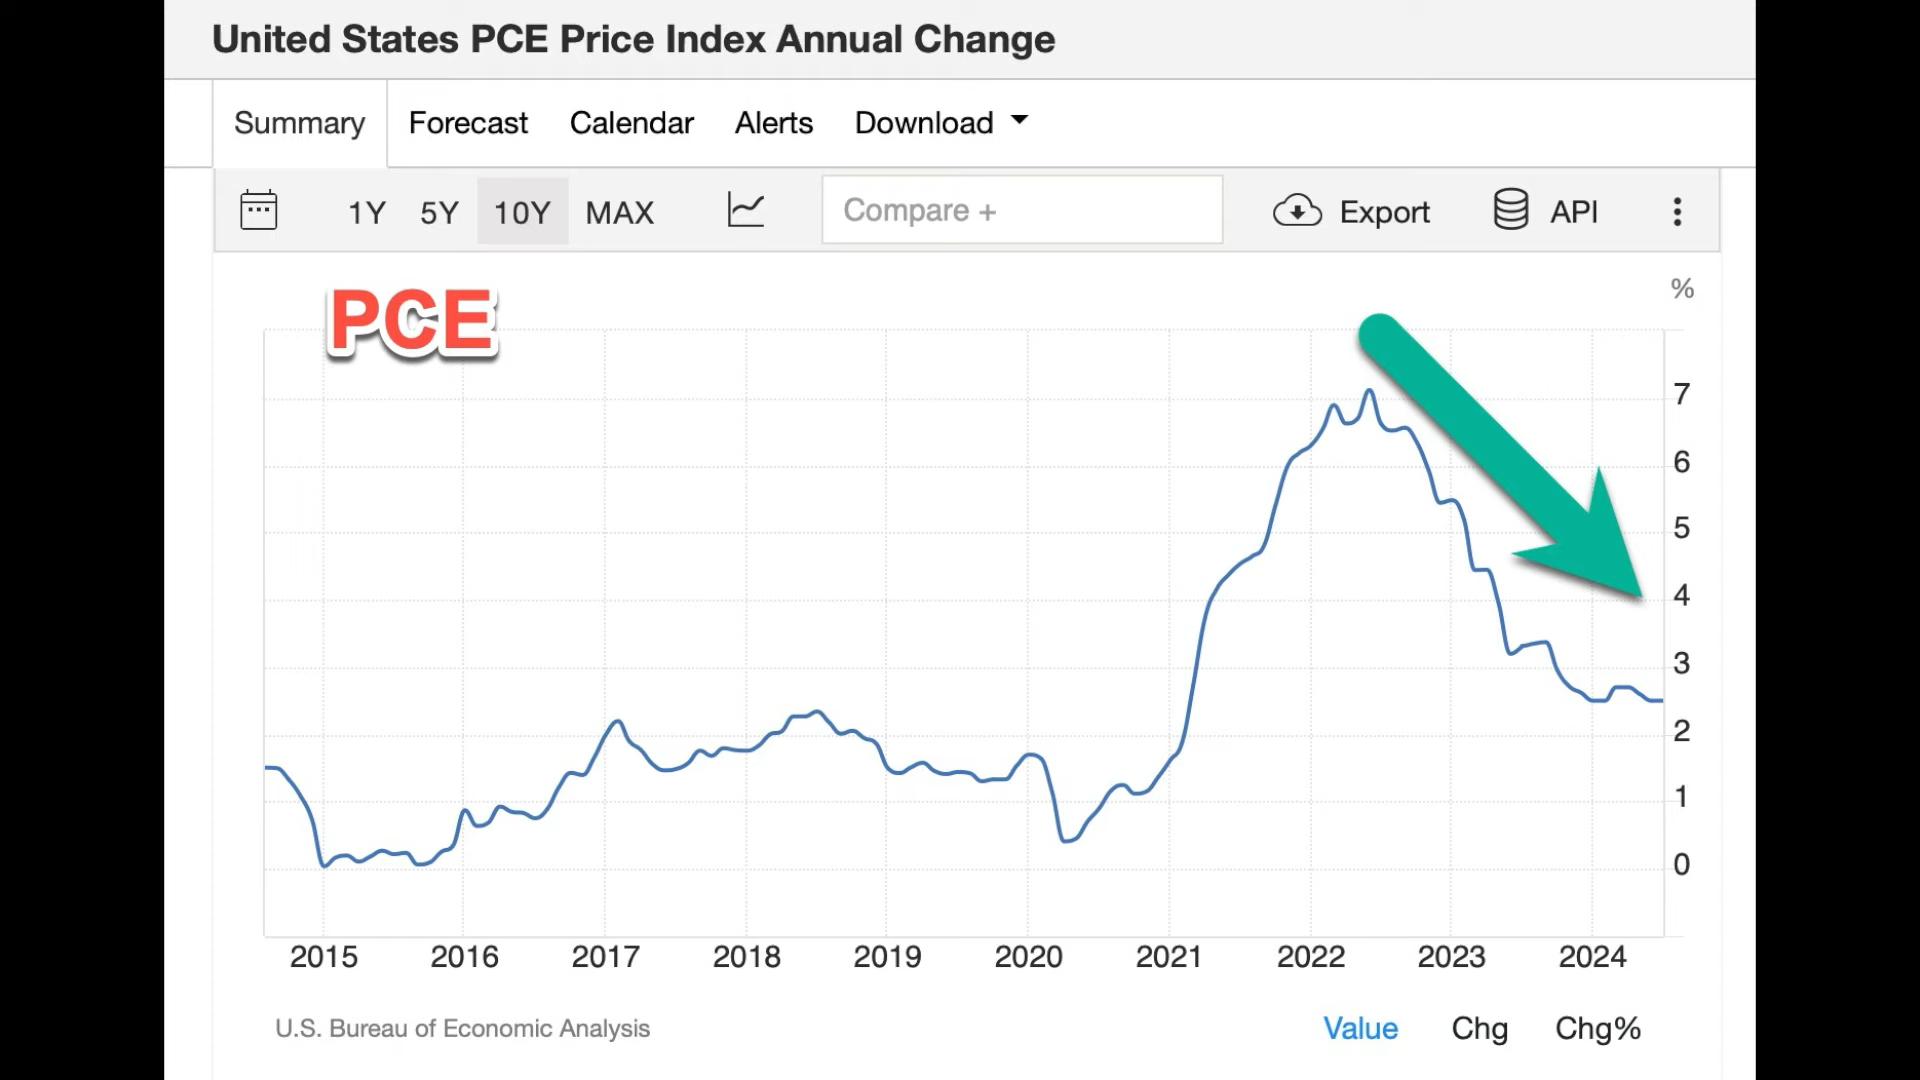 United States PCE Price Index Annual Change
Summary Forecast Calendar Alerts Download
1Y 5Y 10Y MAX Compare + Export API
%
PCE
7
6
5
4
3
2
1
0
2015 2016 2017 2018 2019 2020 2021 2022 2023 2024
U.S. Bureau of Economic Analysis Value Chg Chg%